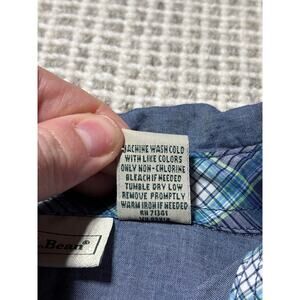 MACHINE WASH COLD
WITH LIKE COLORS
ONLY NON-CHLORINE
BLEACH IF NEEDED
TUMBLE DRY LOW
REMOVE PROMPTLY
WARM IRON IF NEEDED
RN 71341
Bean®